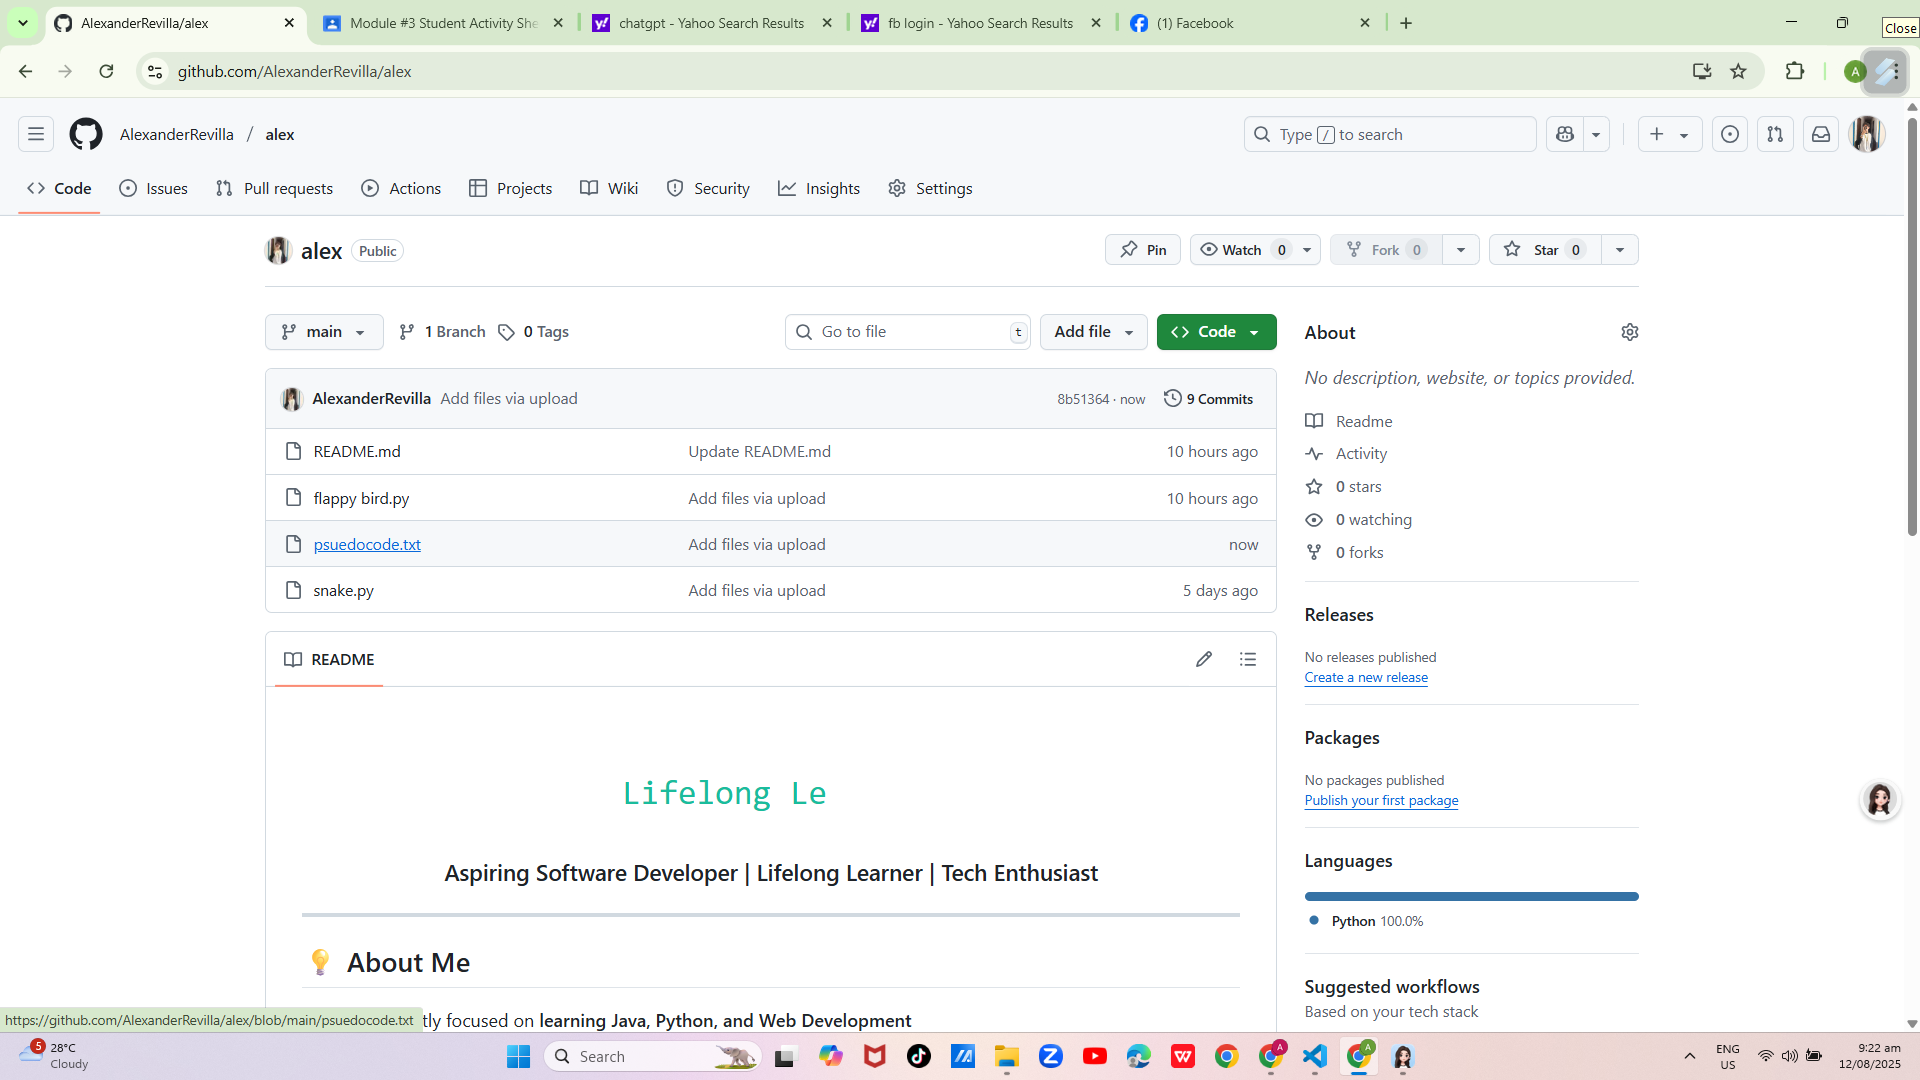 AlexanderRevilla/alex
Module #3 Student Activity She
chatgpt - Yahoo Search Results
fb login - Yahoo Search Results
(1) Facebook
Close
github.com/AlexanderRevilla/alex
A
AlexanderRevilla / alex
Type / to search
Code
Issues
Pull requests
Actions
Projects
Wiki
Security
Insights
Settings
alex Public
Pin
Watch 0
Fork 0
Star 0
main
1 Branch
0 Tags
Go to file t
Add file
Code
AlexanderRevilla Add files via upload 8b51364 · now 9 Commits
README.md Update README.md 10 hours ago
flappy bird.py Add files via upload 10 hours ago
psuedocode.txt Add files via upload now
snake.py Add files via upload 5 days ago
README
Lifelong Le
Aspiring Software Developer | Lifelong Learner | Tech Enthusiast
💡 About Me
tly focused on learning Java, Python, and Web Development
About
No description, website, or topics provided.
Readme
Activity
0 stars
0 watching
0 forks
Releases
No releases published
Create a new release
Packages
No packages published
Publish your first package
Languages
Python 100.0%
Suggested workflows
Based on your tech stack
https://github.com/AlexanderRevilla/alex/blob/main/psuedocode.txt
5
28°C
Cloudy
Search
A
A
ENG
US
9:22 am
12/08/2025